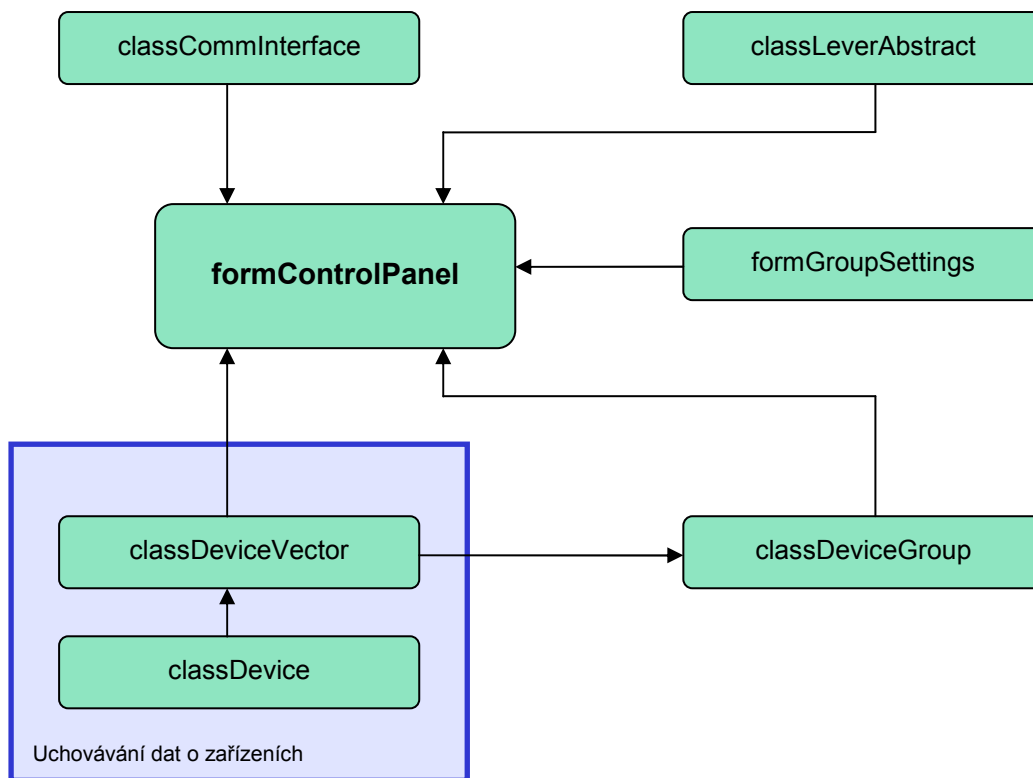 classCommInterface
classLeverAbstract
formControlPanel
formGroupSettings
classDeviceVector
classDeviceGroup
classDevice
Uchovávání dat o zařízeních